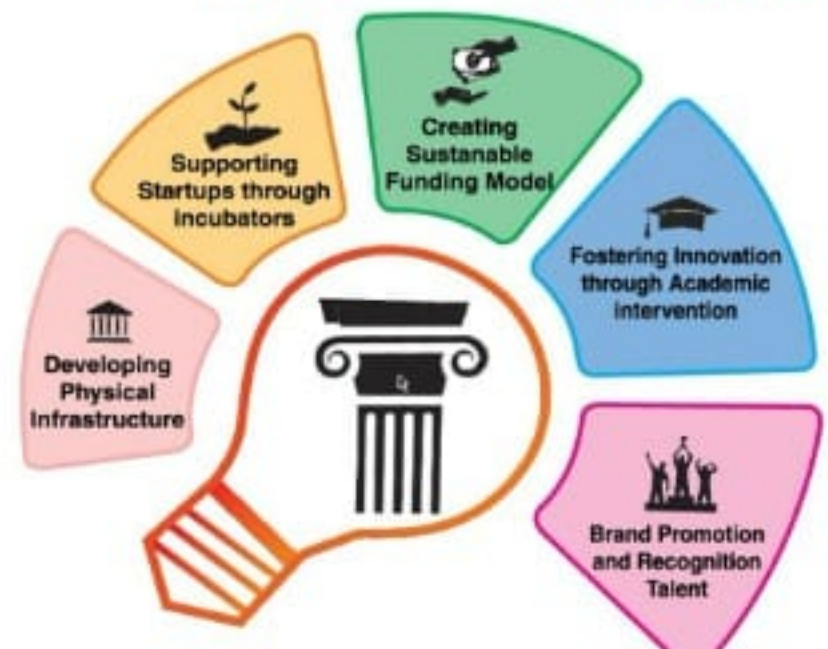 Developing
Physical
Infrastructure
Supporting
Startups through
incubators
Creating
Sustanable
Funding Model
Fostering Innovation
through Academic
intervention
Brand Promotion
and Recognition
Talent